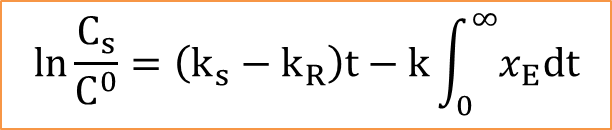 ln C_s/C^0 = (k_s − k_R)t − k∫_0^∞ x_E dt